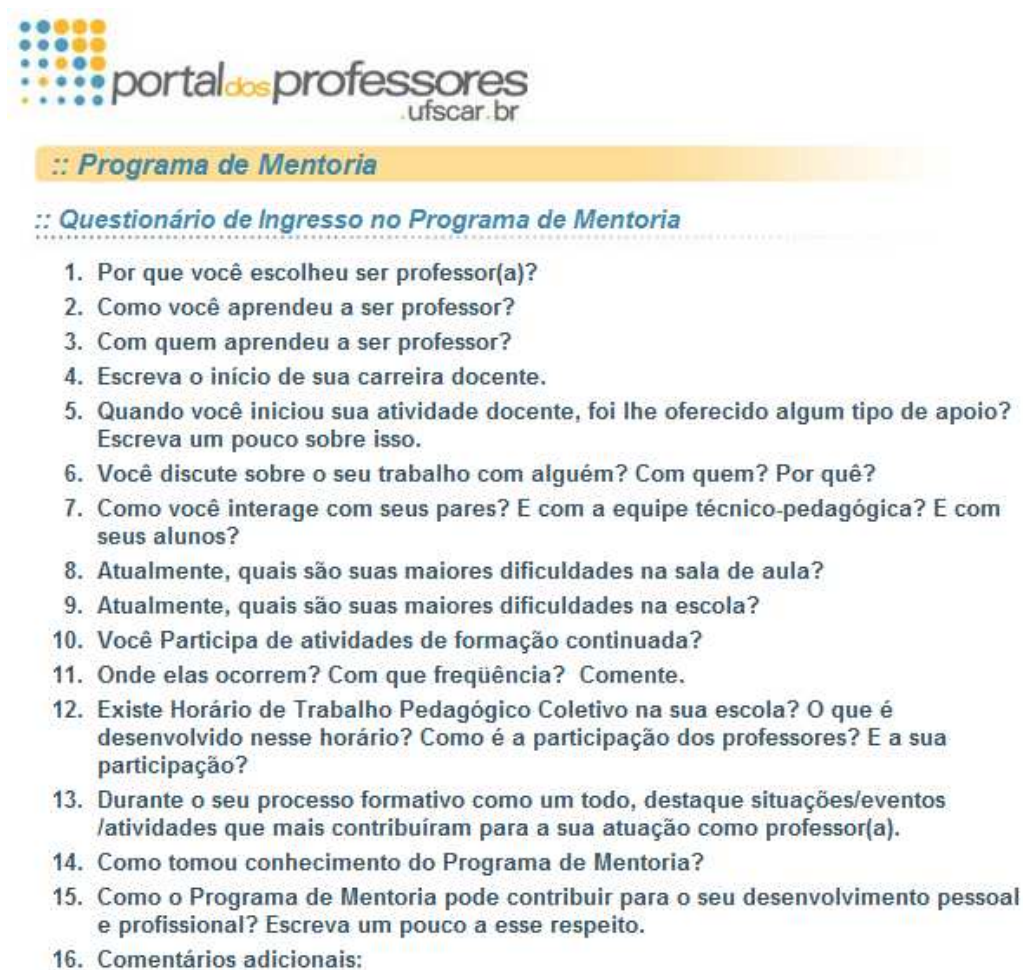 portaldosprofessores
.ufscar.br
:: Programa de Mentoria
:: Questionário de Ingresso no Programa de Mentoria
1. Por que você escolheu ser professor(a)?
2. Como você aprendeu a ser professor?
3. Com quem aprendeu a ser professor?
4. Escreva o início de sua carreira docente.
5. Quando você iniciou sua atividade docente, foi lhe oferecido algum tipo de apoio?
Escreva um pouco sobre isso.
6. Você discute sobre o seu trabalho com alguém? Com quem? Por quê?
7. Como você interage com seus pares? E com a equipe técnico-pedagógica? E com
seus alunos?
8. Atualmente, quais são suas maiores dificuldades na sala de aula?
9. Atualmente, quais são suas maiores dificuldades na escola?
10. Você Participa de atividades de formação continuada?
11. Onde elas ocorrem? Com que freqüência? Comente.
12. Existe Horário de Trabalho Pedagógico Coletivo na sua escola? O que é
desenvolvido nesse horário? Como é a participação dos professores? E a sua
participação?
13. Durante o seu processo formativo como um todo, destaque situações/eventos
/atividades que mais contribuíram para a sua atuação como professor(a).
14. Como tomou conhecimento do Programa de Mentoria?
15. Como o Programa de Mentoria pode contribuir para o seu desenvolvimento pessoal
e profissional? Escreva um pouco a esse respeito.
16. Comentários adicionais: